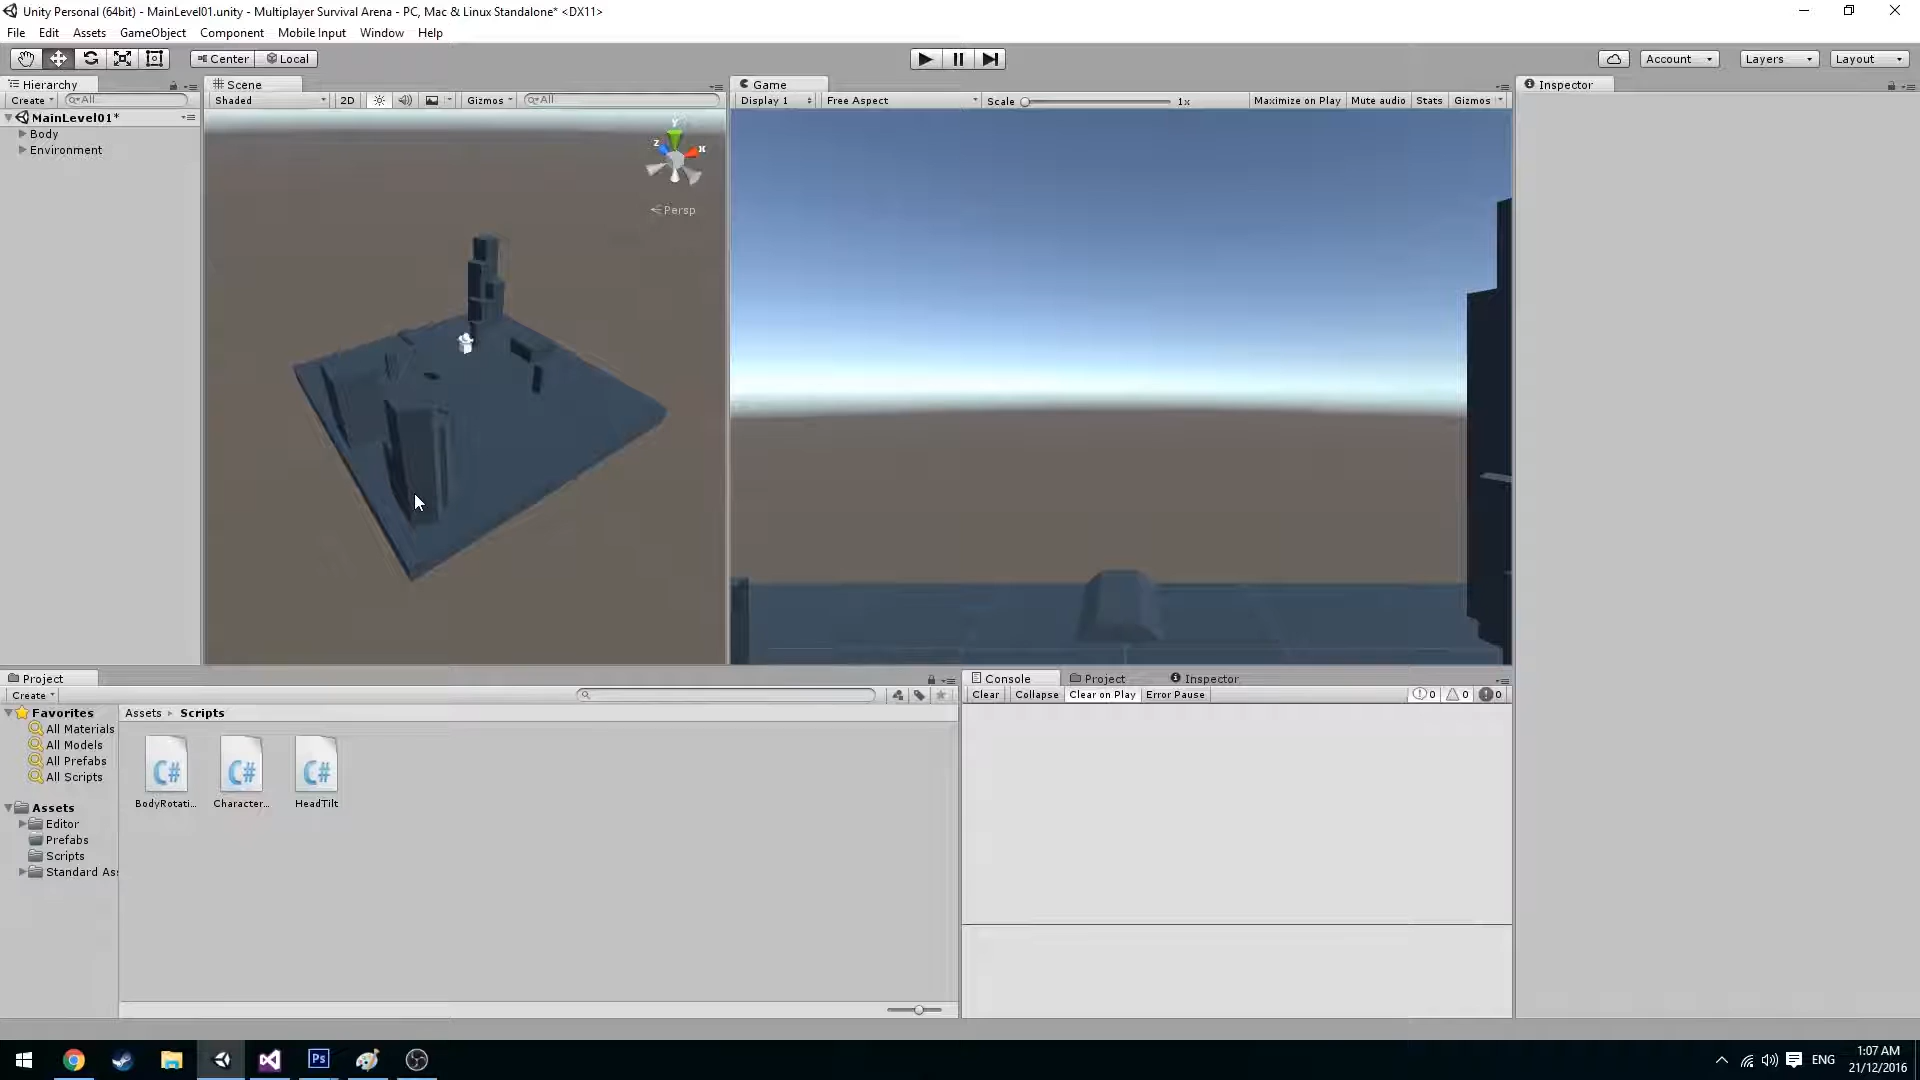 Unity Personal (64bit) - MainLevel01.unity - Multiplayer Survival Arena - PC, Mac & Linux Standalone* <DX11>
File Edit Assets GameObject Component Mobile Input Window Help
Center Local Account Layers Layout
Hierarchy Scene Game Inspector
Create All Shaded 2D Gizmos All Display 1 Free Aspect Scale 1x Maximize on Play Mute audio Stats Gizmos
MainLevel01*
Body
Environment
Y
Z X
Persp
Project Console Project Inspector
Create Clear Collapse Clear on Play Error Pause 0 0 0
Favorites Assets Scripts
All Materials
All Models
All Prefabs
All Scripts
C# C# C#
BodyRotati... Character... HeadTilt
Assets
Editor
Prefabs
Scripts
Standard Ass
Ps
ENG 1:07 AM
21/12/2016